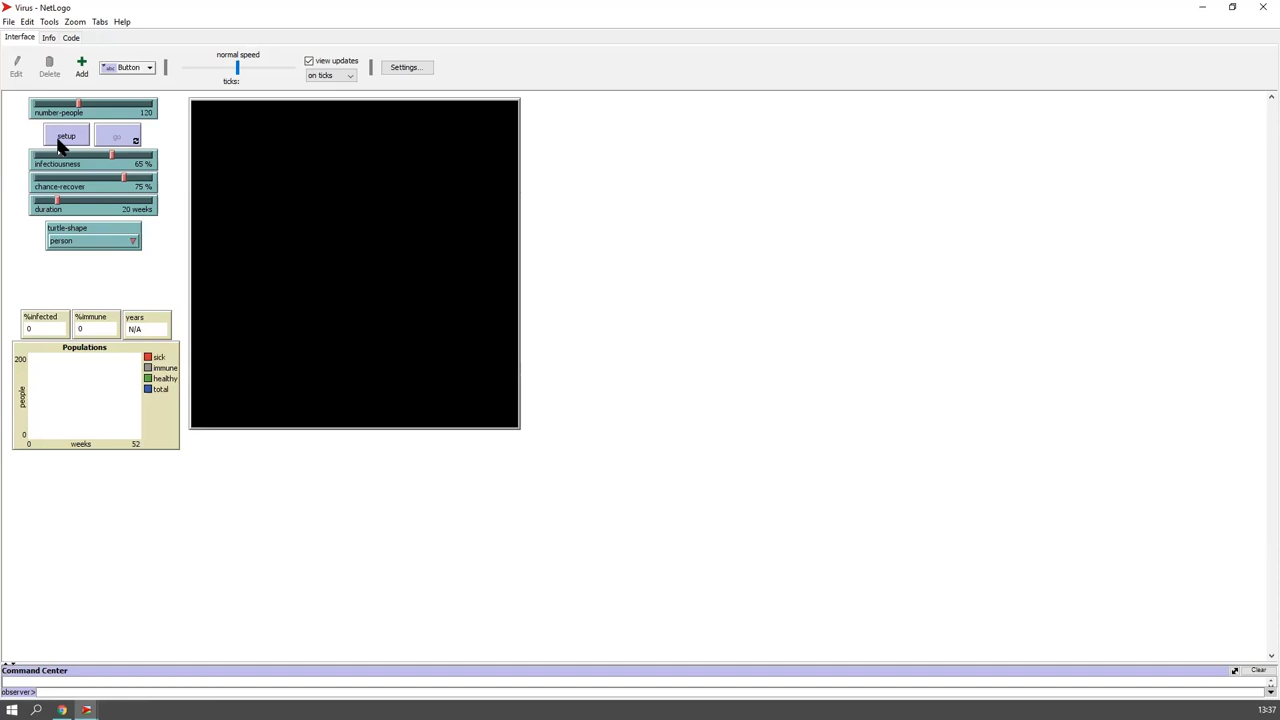 Virus - NetLogo
File Edit Tools Zoom Tabs Help
Interface Info Code
normal speed
view updates
Edit Delete Add abc Button ticks: on ticks Settings...
number-people 120
setup go
infectiousness 65 %
chance-recover 75 %
duration 20 weeks
turtle-shape
person
%infected %immune years
0 0 N/A
Populations
200
people
0
0 weeks 52
sick
immune
healthy
total
Command Center Clear
observer>
13:37